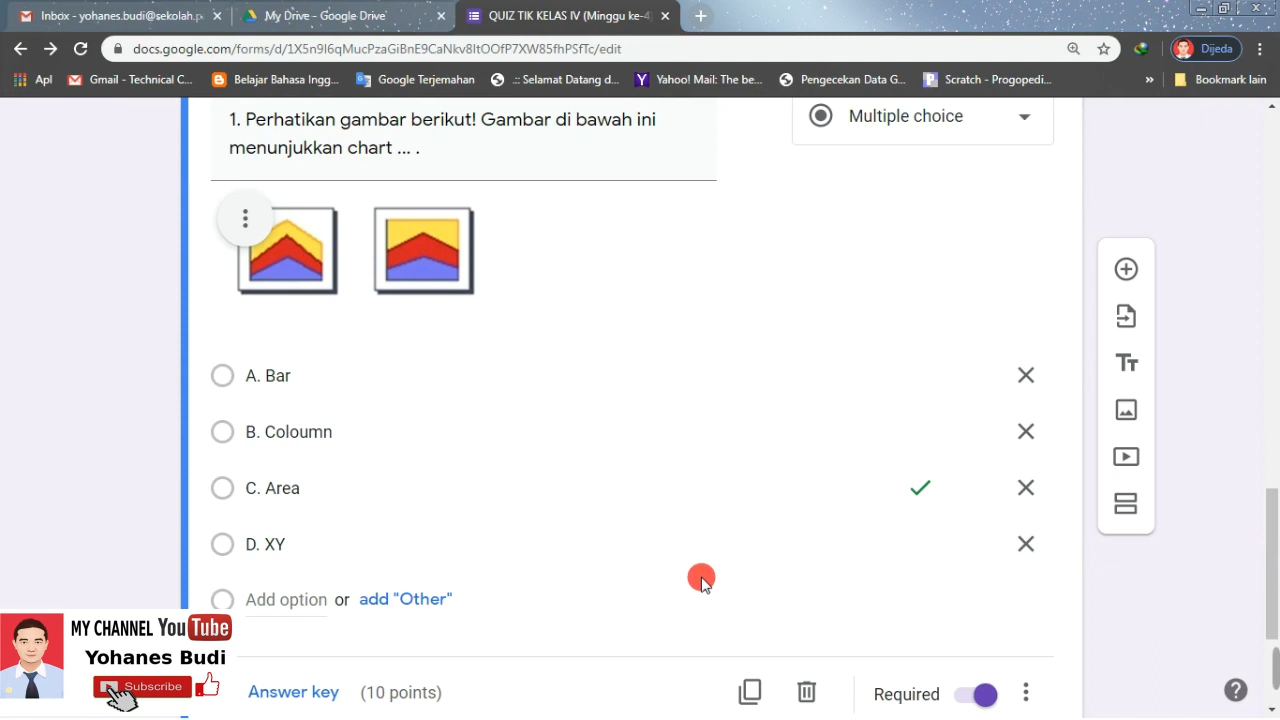 Inbox - yohanes.budi@sekolah.p
My Drive - Google Drive
QUIZ TIK KELAS IV (Minggu ke-4
docs.google.com/forms/d/1X5n9I6qMucPzaGiBnE9CaNkv8ItOOfP7XW85fhPSfTc/edit
Dijeda
Apl
Gmail - Technical C...
Belajar Bahasa Ingg...
Google Terjemahan
.:: Selamat Datang d...
Yahoo! Mail: The be...
Pengecekan Data G...
Scratch - Progopedi...
»
Bookmark lain
1. Perhatikan gambar berikut! Gambar di bawah ini
menunjukkan chart ... .
Multiple choice
A. Bar
B. Coloumn
C. Area
D. XY
Add option or add "Other"
Answer key (10 points)
Required
MY CHANNEL YouTube
Yohanes Budi
Subscribe